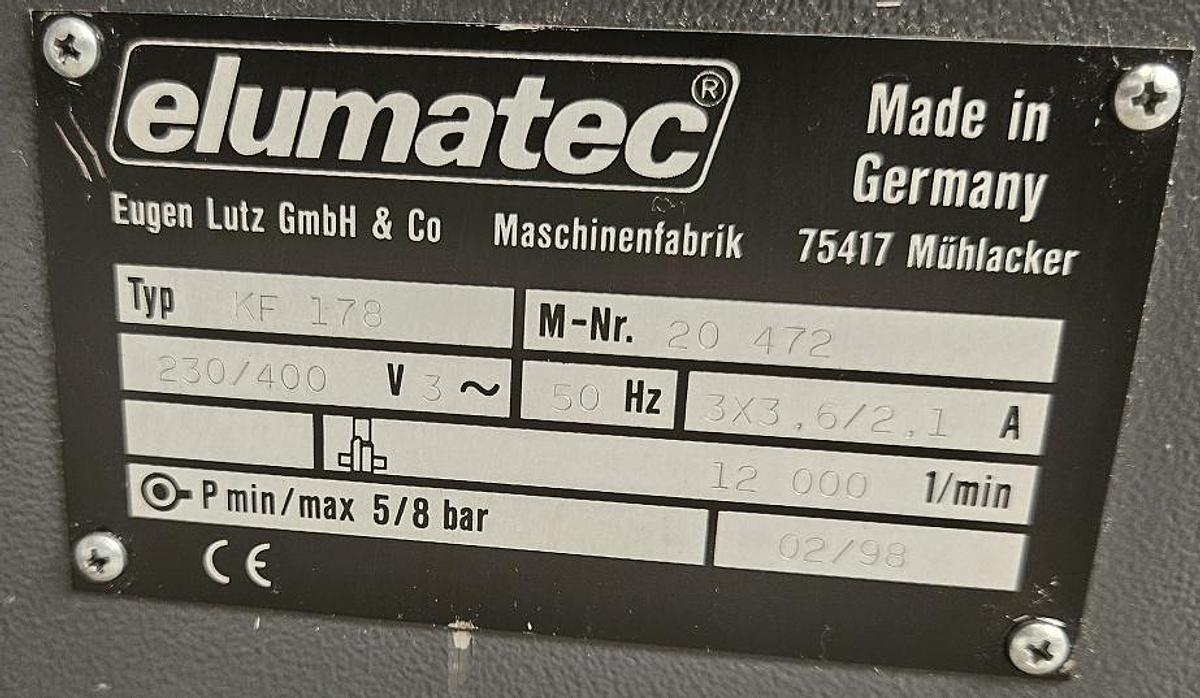 elumatec®
Made in
Germany
Eugen Lutz GmbH & Co Maschinenfabrik 75417 Mühlacker
Typ KF 178 M-Nr. 20 472
230/400 V 3 ~ 50 Hz 3X3,6/2,1 A
12 000 1/min
P min/max 5/8 bar 02/98
CE